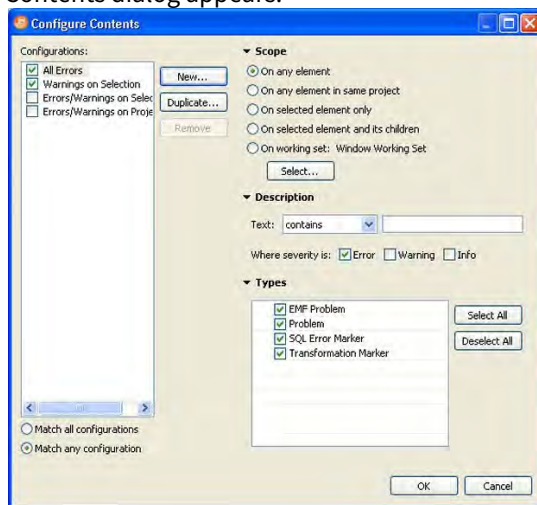 Contents dialog appears.
Configure Contents
Configurations:
All Errors
Warnings on Selection
Errors/Warnings on Selec
Errors/Warnings on Proje
New...
Duplicate...
Remove
Match all configurations
Match any configuration
Scope
On any element
On any element in same project
On selected element only
On selected element and its children
On working set: Window Working Set
Select...
Description
Text: contains
Where severity is: Error Warning Info
Types
EMF Problem
Problem
SQL Error Marker
Transformation Marker
Select All
Deselect All
OK Cancel